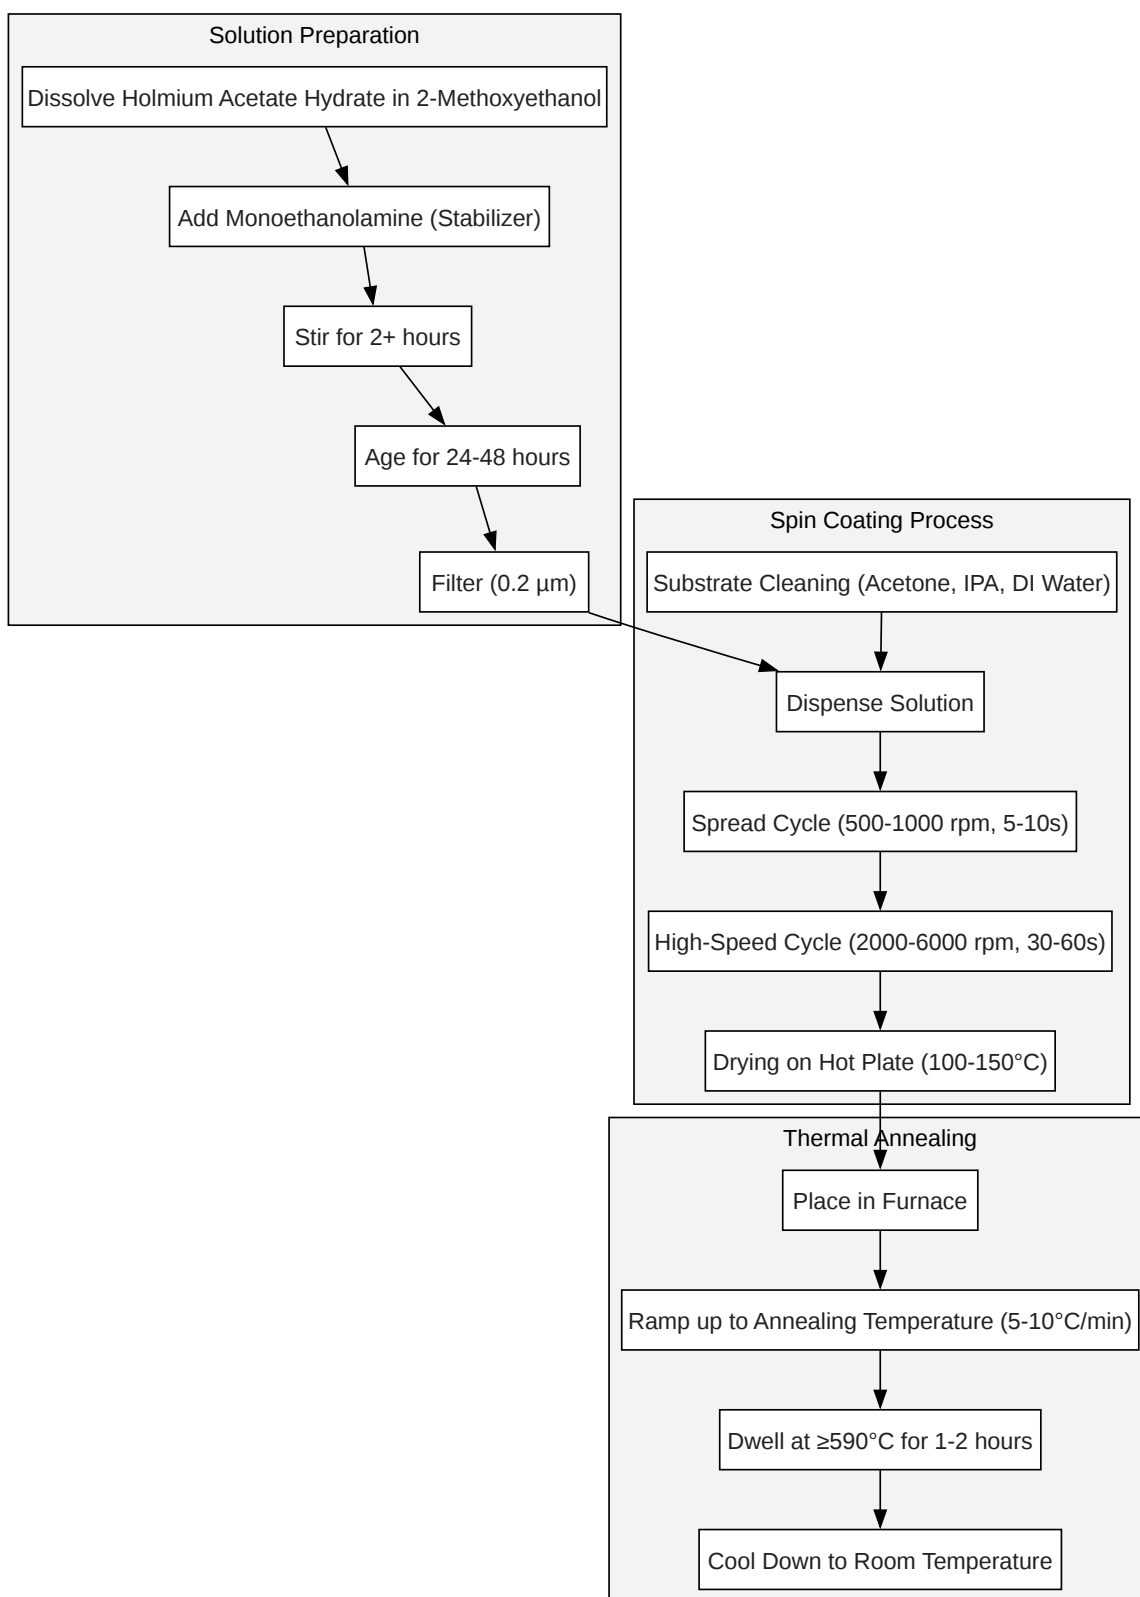 Solution Preparation
Dissolve Holmium Acetate Hydrate in 2-Methoxyethanol
Add Monoethanolamine (Stabilizer)
Stir for 2+ hours
Age for 24-48 hours
Filter (0.2 µm)
Spin Coating Process
Substrate Cleaning (Acetone, IPA, DI Water)
Dispense Solution
Spread Cycle (500-1000 rpm, 5-10s)
High-Speed Cycle (2000-6000 rpm, 30-60s)
Drying on Hot Plate (100-150°C)
Thermal Annealing
Place in Furnace
Ramp up to Annealing Temperature (5-10°C/min)
Dwell at ≥590°C for 1-2 hours
Cool Down to Room Temperature